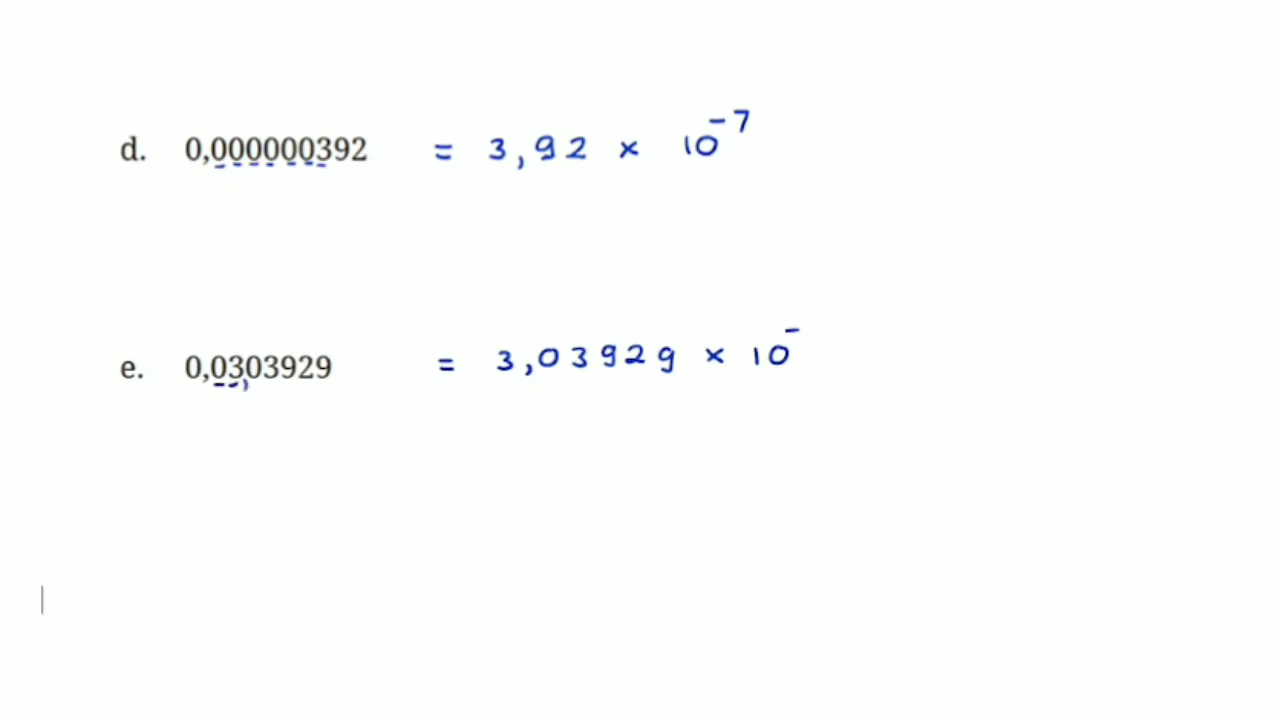 d. 0,000000392 = 3,92 × 10⁻⁷
e. 0,0303929 = 3,03929 × 10⁻